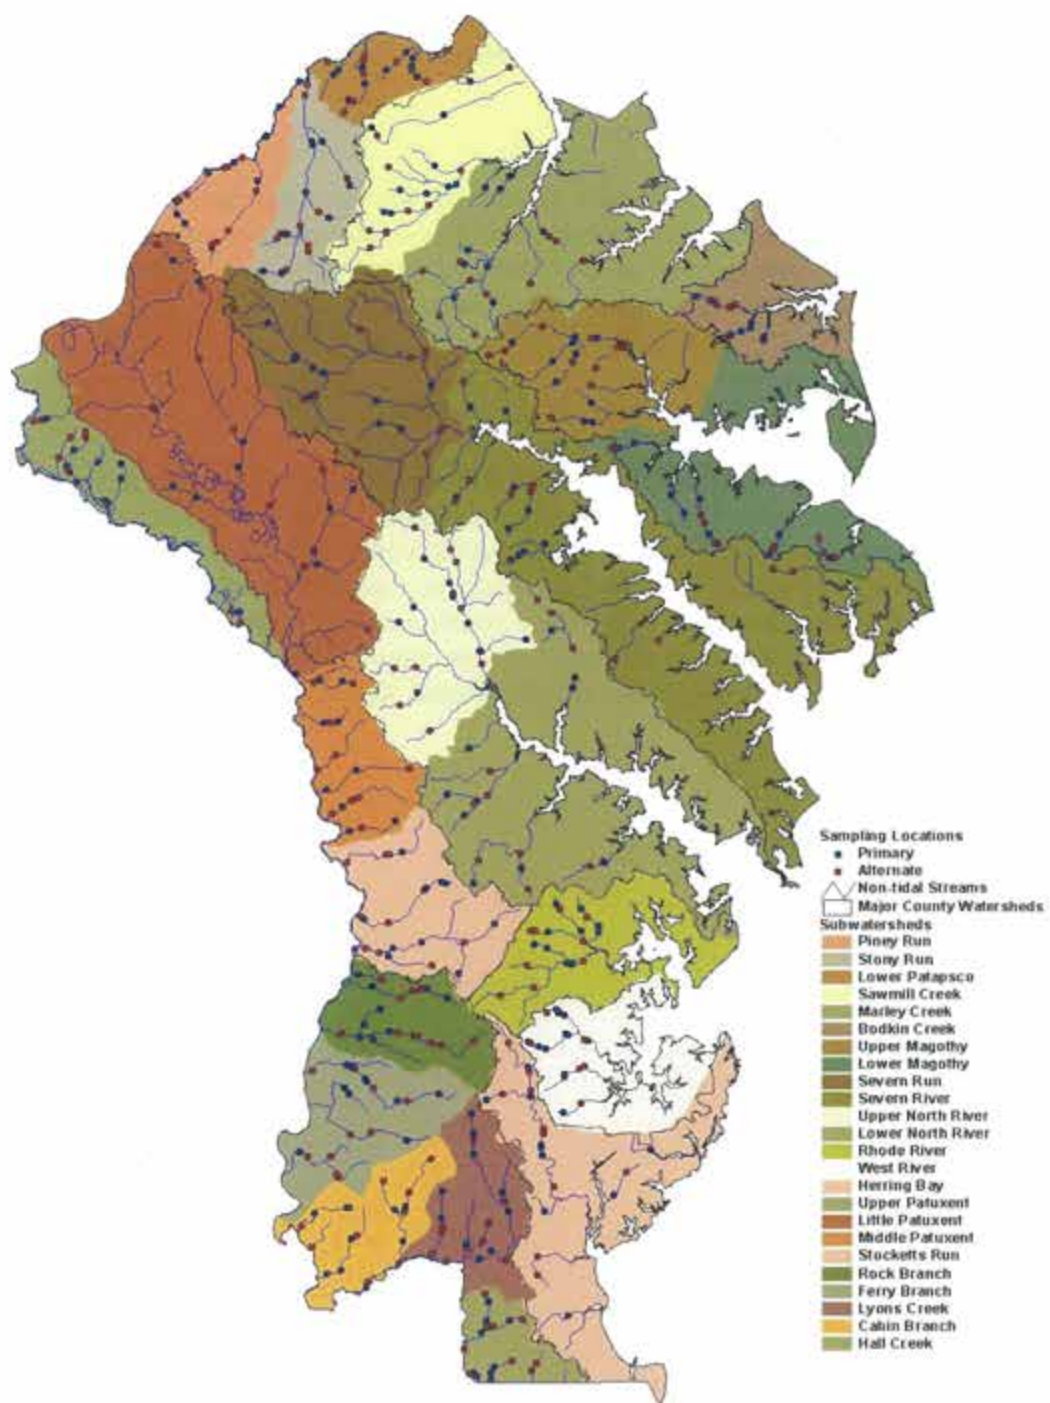 Sampling Locations
Primary
Alternate
Non-tidal Streams
Major County Watersheds
Subwatersheds
Piney Run
Stony Run
Lower Patapsco
Sawmill Creek
Marley Creek
Bodkin Creek
Upper Magothy
Lower Magothy
Severn Run
Severn River
Upper North River
Lower North River
Rhode River
West River
Herring Bay
Upper Patuxent
Little Patuxent
Middle Patuxent
Stocketts Run
Rock Branch
Ferry Branch
Lyons Creek
Cabin Branch
Hall Creek